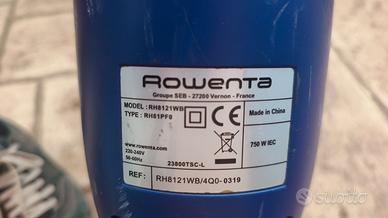 Rowenta
Groupe SEB - 27200 Vernon - France
MODEL : RH8121WB
TYPE : RH81PF0
CE
Made in China
www.rowenta.com
220-240V
50-60Hz
23800TSC-L
750 W IEC
REF : RH8121WB/4Q0-0319
subito